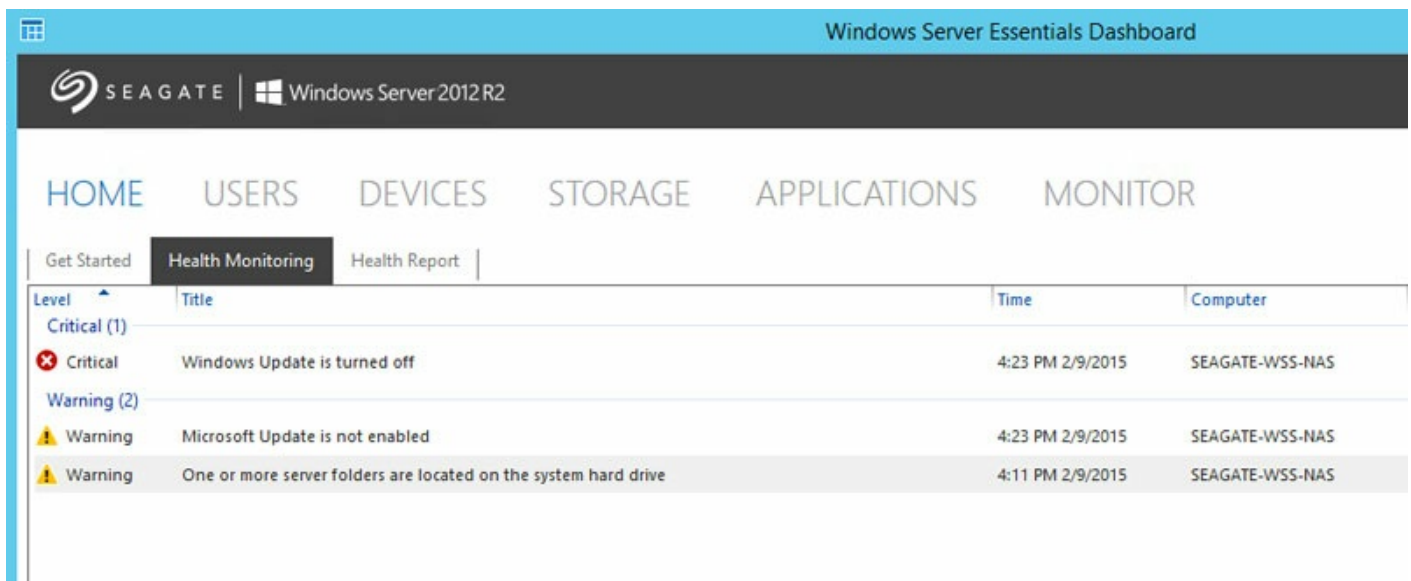 Windows Server Essentials Dashboard
SEAGATE Windows Server 2012 R2
HOME USERS DEVICES STORAGE APPLICATIONS MONITOR
Get Started Health Monitoring Health Report
Level Title Time Computer
Critical (1)
Critical Windows Update is turned off 4:23 PM 2/9/2015 SEAGATE-WSS-NAS
Warning (2)
Warning Microsoft Update is not enabled 4:23 PM 2/9/2015 SEAGATE-WSS-NAS
Warning One or more server folders are located on the system hard drive 4:11 PM 2/9/2015 SEAGATE-WSS-NAS